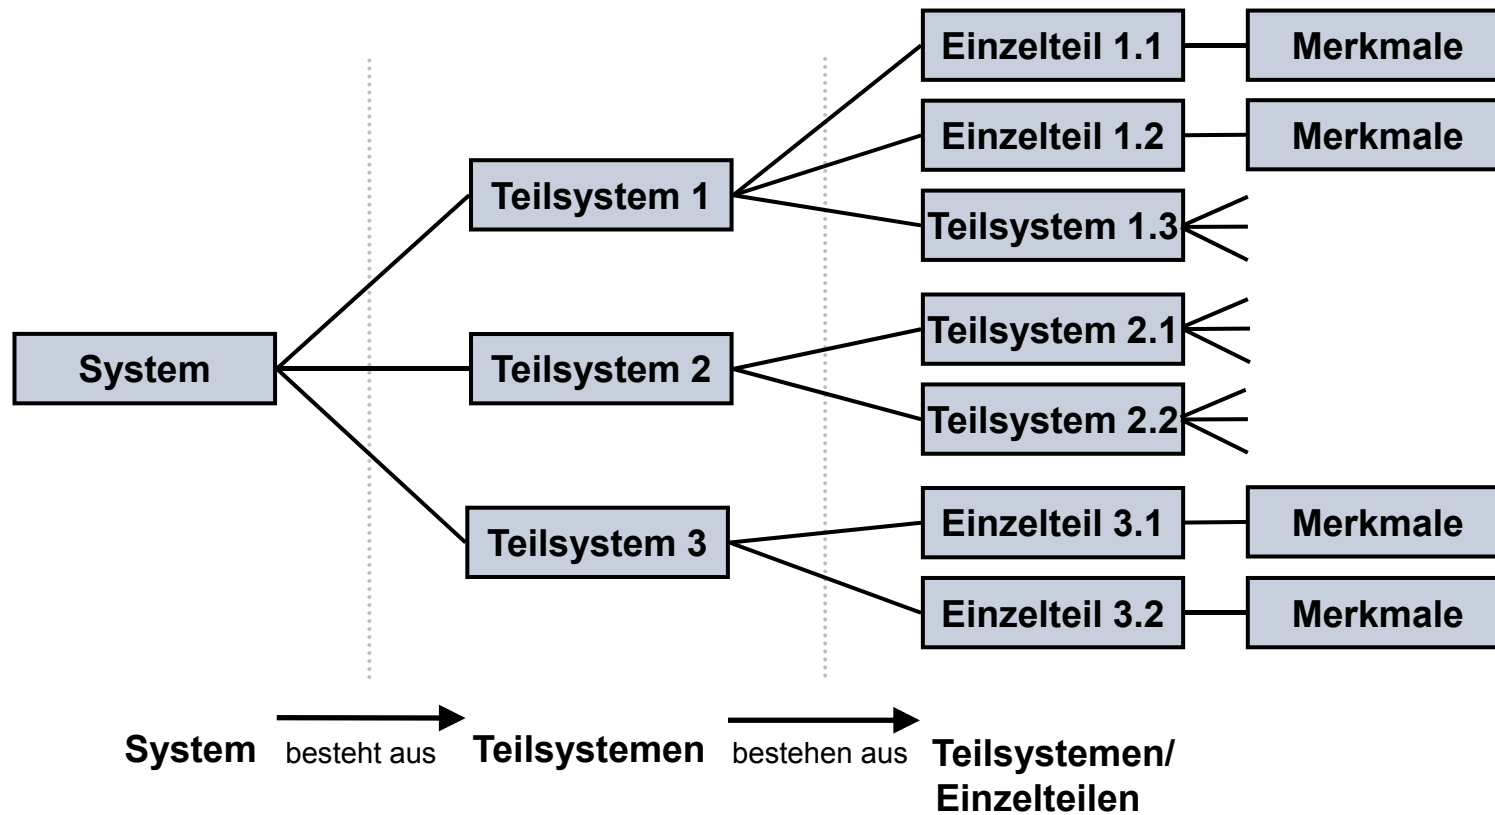 Einzelteil 1.1
Merkmale
Einzelteil 1.2
Merkmale
Teilsystem 1
Teilsystem 1.3
Teilsystem 2.1
System
Teilsystem 2
Teilsystem 2.2
Einzelteil 3.1
Merkmale
Teilsystem 3
Einzelteil 3.2
Merkmale
System besteht aus Teilsystemen bestehen aus Teilsystemen/
Einzelteilen